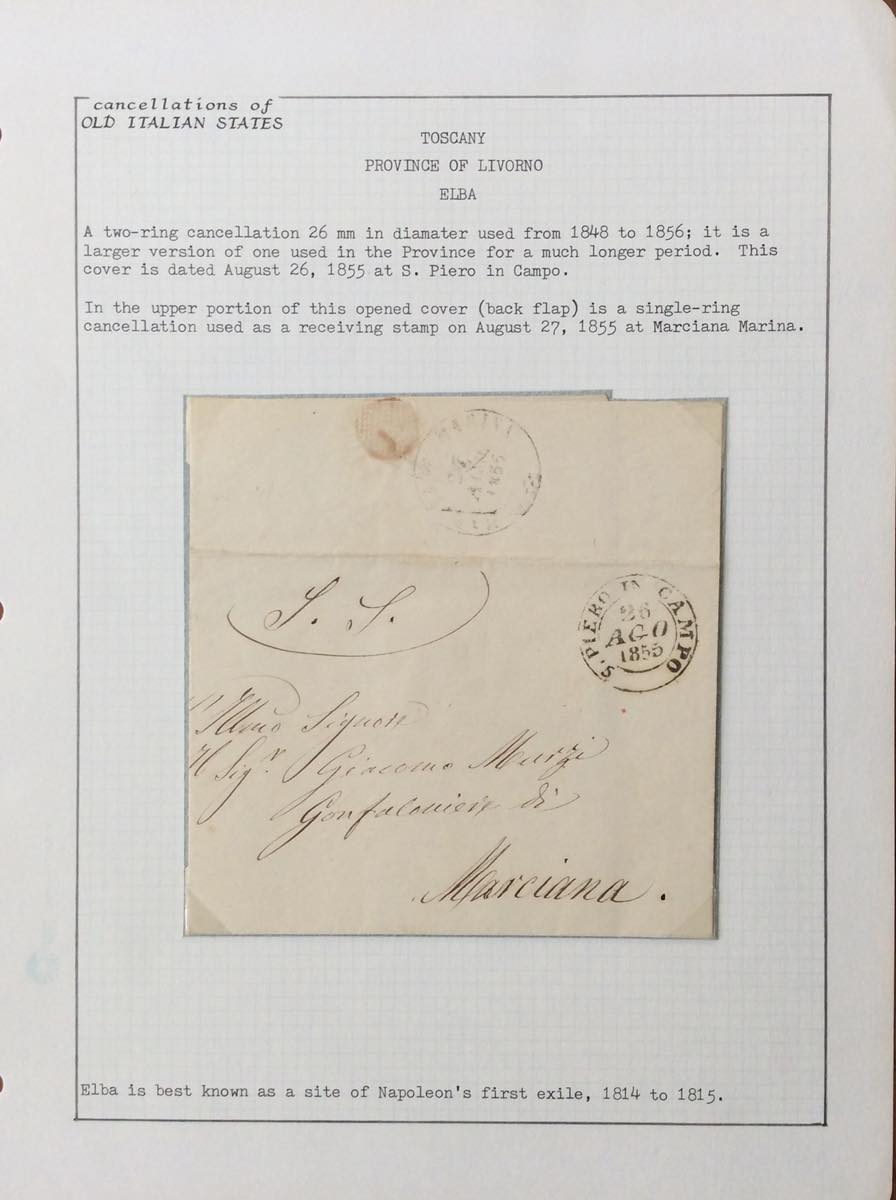 cancellations of
OLD ITALIAN STATES
TOSCANY
PROVINCE OF LIVORNO
ELBA
A two-ring cancellation 26 mm in diamater used from 1848 to 1856; it is a
larger version of one used in the Province for a much longer period. This
cover is dated August 26, 1855 at S. Piero in Campo.
In the upper portion of this opened cover (back flap) is a single-ring
cancellation used as a receiving stamp on August 27, 1855 at Marciana Marina.
1855
S. S.
S. PIERO IN CAMPO
26
AGO
1855
Signore
Sigr. Giacomo Murzi
Gonfaloniere di
Marciana.
Elba is best known as a site of Napoleon's first exile, 1814 to 1815.